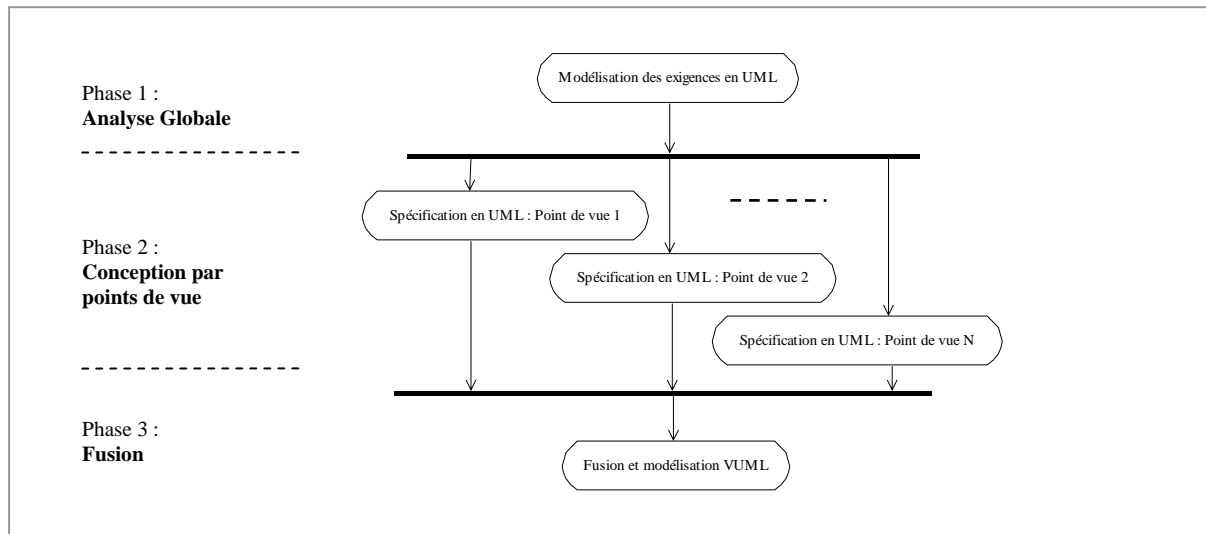 Modélisation des exigences en UML
Phase 1 :
Analyse Globale
Spécification en UML : Point de vue 1
Phase 2 :
Conception par
points de vue
Spécification en UML : Point de vue 2
Spécification en UML : Point de vue N
Phase 3 :
Fusion
Fusion et modélisation VUML